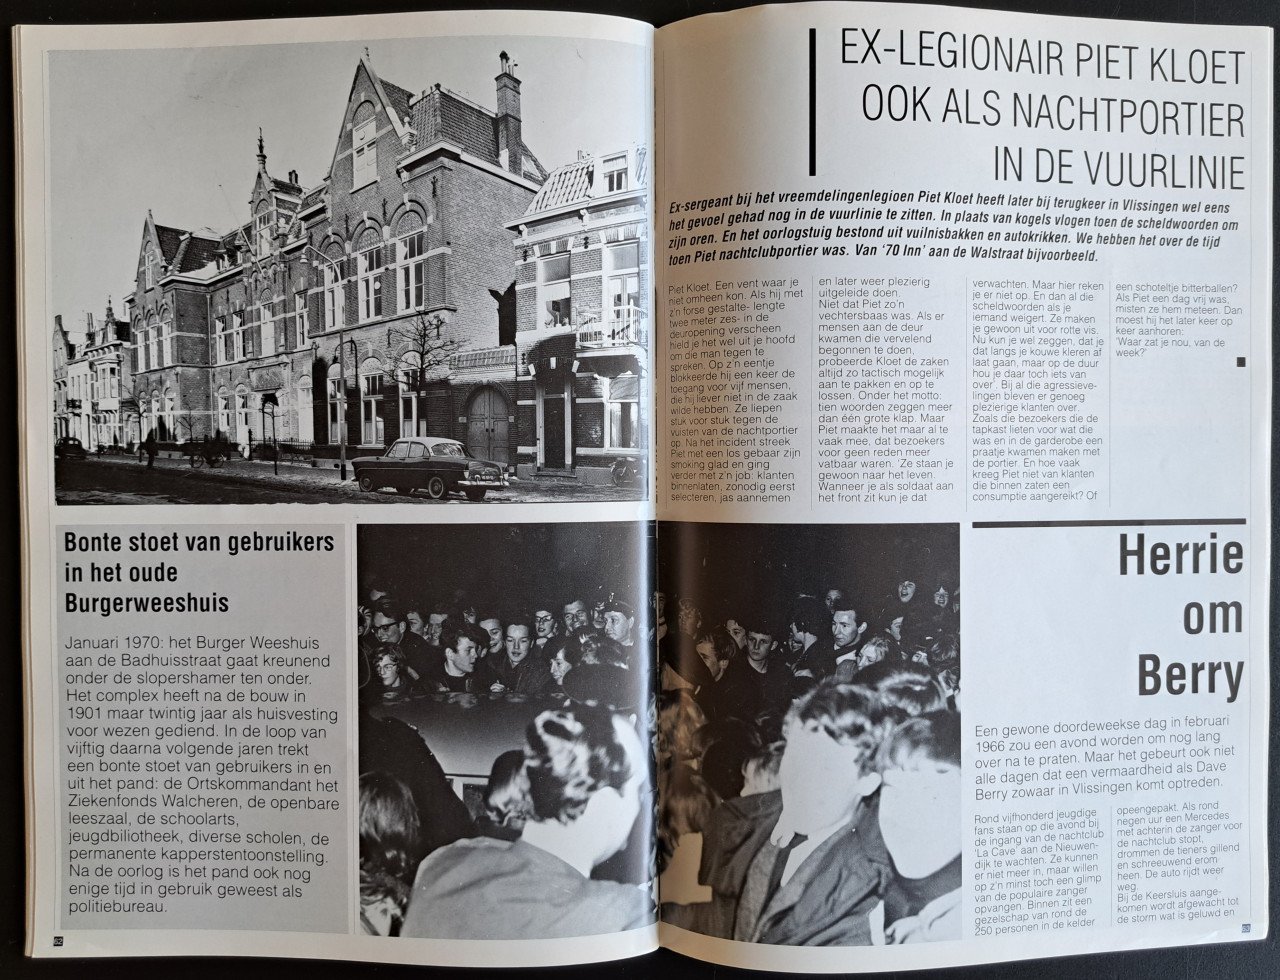 Bonte stoet van gebruikers
in het oude
Burgerweeshuis
Januari 1970: het Burger Weeshuis
aan de Badhuisstraat gaat kreunend
onder de slopershamer ten onder.
Het complex heeft na de bouw in
1901 maar twintig jaar als huisvesting
voor wezen gediend. In de loop van
vijftig daarna volgende jaren trekt
een bonte stoet van gebruikers in en
uit het pand: de Ortskommandant het
Ziekenfonds Walcheren, de openbare
leeszaal, de schoolarts,
jeugdbiliotheek, diverse scholen, de
permanente kapperstentoonstelling.
Na de oorlog is het pand ook nog
enige tijd in gebruik geweest als
politiebureau.
62
EX-LEGIONAIR PIET KLOET
OOK ALS NACHTPORTIER
IN DE VUURLINIE
Ex-sergeant bij het vreemdelingenlegioen Piet Kloet heeft later bij terugkeer in Vlissingen wel eens
het gevoel gehad nog in de vuurlinie te zitten. In plaats van kogels vlogen toen de scheldwoorden om
zijn oren. En het oorlogstuig bestond uit vuilnisbakken en autokrikken. We hebben het over de tijd
toen Piet nachtclubportier was. Van ‘70 Inn’ aan de Walstraat bijvoorbeeld.
Piet Kloet. Een vent waar je
niet omheen kon. Als hij met
z’n forse gestalte- lengte
twee meter zes- in de
deuropening verscheen
hield je het wel uit je hoofd
om die man tegen te
spreken. Op z’n eentje
blokkeerde hij een keer de
toegang voor vijf mensen,
die hij liever niet in de zaak
wilde hebben. Ze liepen
stuk voor stuk tegen de
vuisten van de nachtportier
op. Na het incident streek
Piet met een los gebaar zijn
smoking glad en ging
verder met z’n job: klanten
binnenlaten, zonodig eerst
selecteren, jas aannemen
en later weer plezierig
uitgeleide doen.
Niet dat Piet zo’n
vechtersbaas was. Als er
mensen aan de deur
kwamen die vervelend
begonnen te doen,
probeerde Kloet de zaken
altijd zo tactisch mogelijk
aan te pakken en op te
lossen. Onder het motto:
tien woorden zeggen meer
dan één grote klap. Maar
Piet maakte het maar al te
vaak mee, dat bezoekers
voor geen reden meer
vatbaar waren. ‘Ze staan je
gewoon naar het leven.
Wanneer je als soldaat aan
het front zit kun je dat
verwachten. Maar hier reken
je er niet op. En dan al die
scheldwoorden als je
iemand weigert. Ze maken
je gewoon uit voor rotte vis.
Nu kun je wel zeggen, dat je
dat langs je kouwe kleren af
laat gaan, maar op de duur
hou je daar toch iets van
over’. Bij al die agressieve-
lingen bleven er genoeg
plezierige klanten over.
Zoals die bezoekers die de
tapkast lieten voor wat die
was en in de garderobe een
praatje kwamen maken met
de portier. En hoe vaak
kreeg Piet niet van klanten
die binnen zaten een
consumptie aangereikt? Of
een schoteltje bitterballen?
Als Piet een dag vrij was,
misten ze hem meteen. Dan
moest hij het later keer op
keer aanhoren:
‘Waar zat je nou, van de
week?’
Herrie
om
Berry
Een gewone doordeweekse dag in februari
1966 zou een avond worden om nog lang
over na te praten. Maar het gebeurt ook niet
alle dagen dat een vermaardheid als Dave
Berry zowaar in Vlissingen komt optreden.
Rond vijfhonderd jeugdige
fans staan op die avond bij
de ingang van de nachtclub
‘La Cave’ aan de Nieuwen-
dijk te wachten. Ze kunnen
er niet meer in, maar willen
op z’n minst toch een glimp
van de populaire zanger
opvangen. Binnen zit een
gezelschap van rond de
250 personen in de kelder
opeengepakt. Als rond
negen uur een Mercedes
met achterin de zanger voor
de nachtclub stopt,
drommen de tieners gillend
en schreeuwend erom
heen. De auto rijdt weer
weg.
Bij de Keersluis aange-
komen wordt afgewacht tot
de storm wat is geluwd en
63